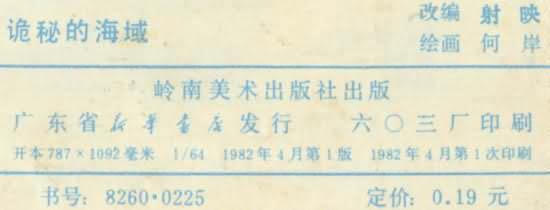 诡秘的海域
改编 射映
绘画 何岸
岭南美术出版社出版
广东省新华书店发行 六〇三厂印刷
开本787×1092毫米 1/64 1982年4月第1版 1982年4月第1次印刷
书号：8260·0225 定价：0.19元